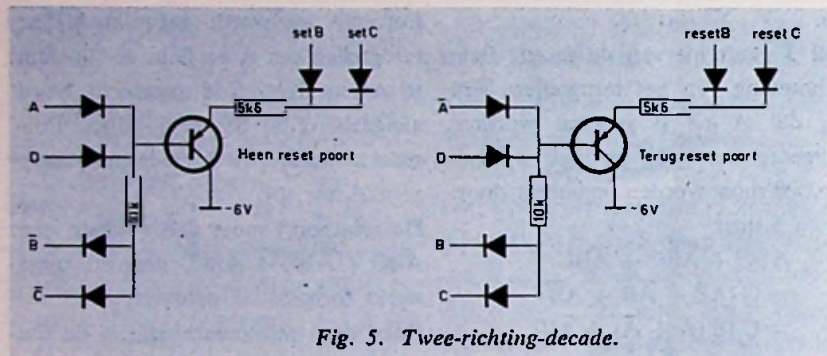 set B set C
reset B reset C
5k6
5k6
A
D
Heen reset poort
10k
-6V
B̅
C̅
A̅
D
Terug reset poort
10k
-6V
B
C
Fig. 5. Twee-richting-decade.